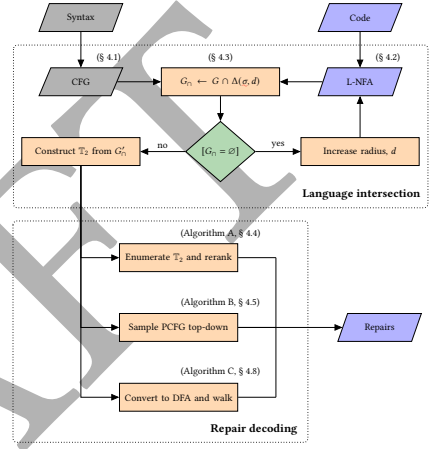 Syntax
Code
(§ 4.1)
(§ 4.3)
(§ 4.2)
CFG
G∩ ← G ∩ Δ(σ, d)
L-NFA
no
[G∩ = ∅]
yes
Construct 𝕋₂ from G′∩
Increase radius, d
Language intersection
(Algorithm A, § 4.4)
Enumerate 𝕋₂ and rerank
(Algorithm B, § 4.5)
Sample PCFG top-down
Repairs
(Algorithm C, § 4.8)
Convert to DFA and walk
Repair decoding